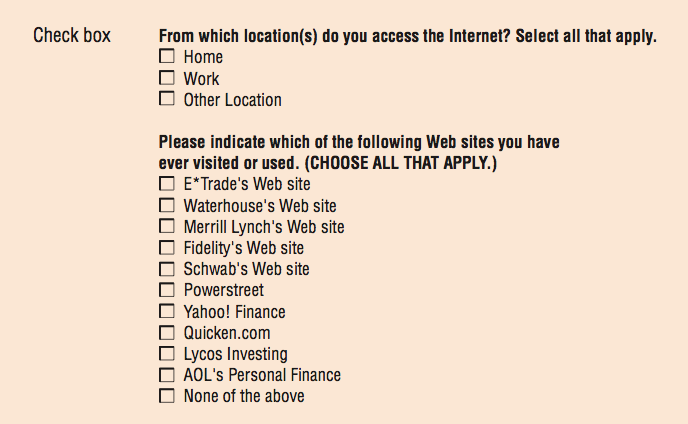 Check box
From which location(s) do you access the Internet? Select all that apply.
Home
Work
Other Location
Please indicate which of the following Web sites you have
ever visited or used. (CHOOSE ALL THAT APPLY.)
E*Trade's Web site
Waterhouse's Web site
Merrill Lynch's Web site
Fidelity's Web site
Schwab's Web site
Powerstreet
Yahoo! Finance
Quicken.com
Lycos Investing
AOL's Personal Finance
None of the above